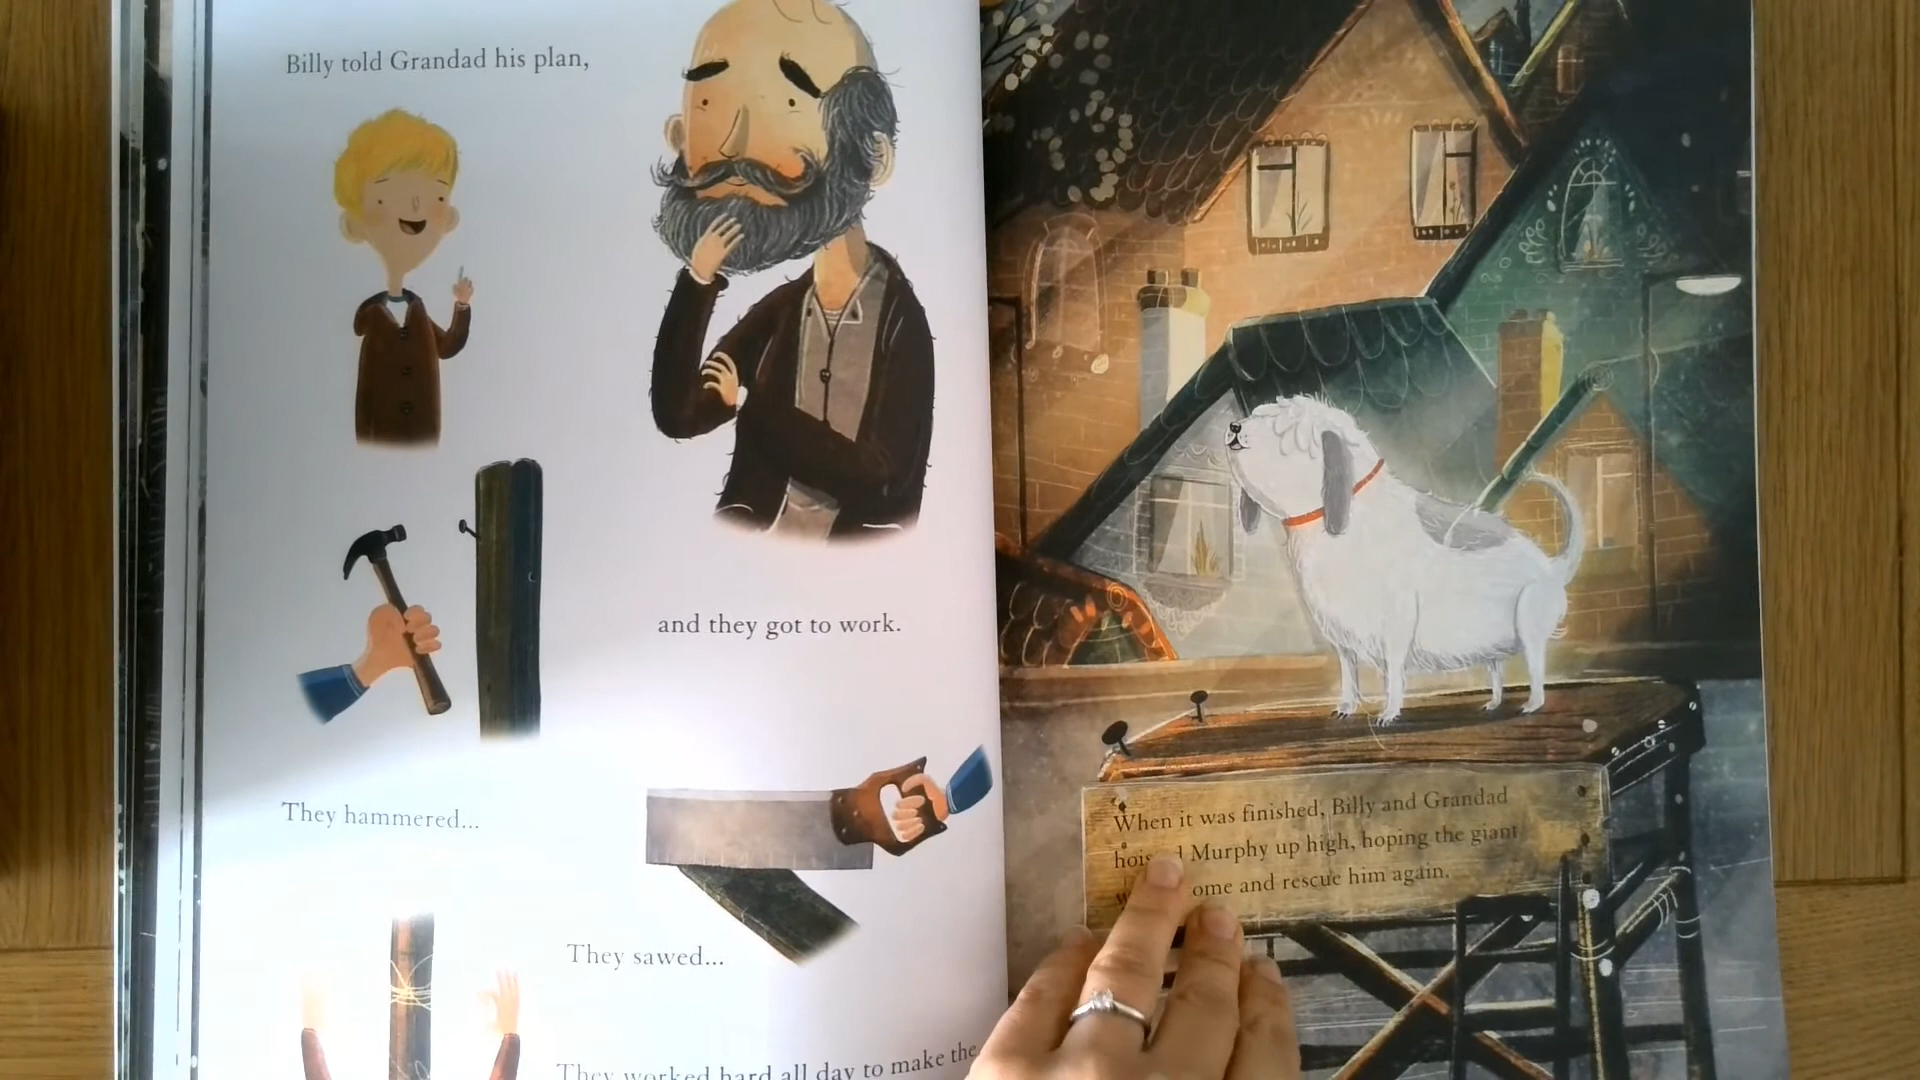 Billy told Grandad his plan,
and they got to work.
They hammered...
They sawed...
They worked hard all day to make the
When it was finished, Billy and Grandad
Murphy up high, hoping the giant
and rescue him again.